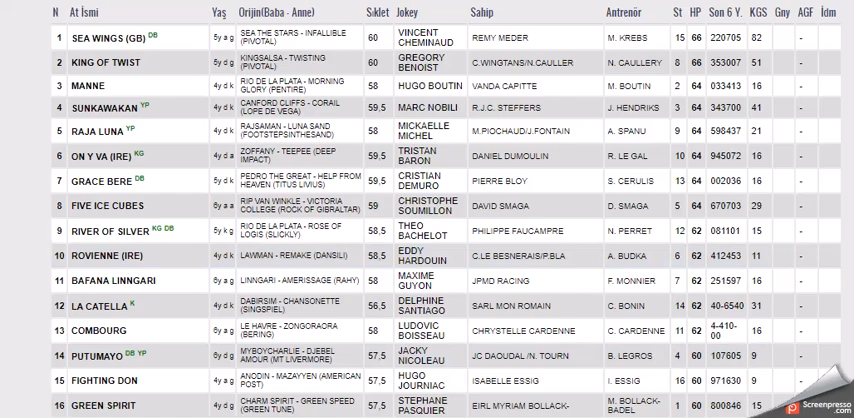 N At İsmi Yaş Orijin(Baba - Anne) Sıklet Jokey Sahip Antrenör St HP Son 6 Y. KGS Gny AGF İdm
1 SEA WINGS (GB) DB 5y a g SEA THE STARS - INFALLIBLE (PIVOTAL) 60 VINCENT CHEMINAUD REMY MEDER M. KREBS 15 66 220705 82 -
2 KING OF TWIST 5y d g KINGSALSA - TWISTING (PIVOTAL) 60 GREGORY BENOIST C.WINGTANS/N.CAULLER N. CAULLERY 8 66 353007 51 -
3 MANNE 4y d k RIO DE LA PLATA - MORNING GLORY (PENTIRE) 58 HUGO BOUTIN VANDA CAPITTE M. BOUTIN 2 64 033413 16 -
4 SUNKAWAKAN YP 4y d k CANFORD CLIFFS - CORAIL (LOPE DE VEGA) 59,5 MARC NOBILI R.J.C. STEFFERS J. HENDRIKS 3 64 343700 41 -
5 RAJA LUNA YP 4y d k RAJSAMAN - LUNA SAND (FOOTSTEPSINTHESAND) 58 MICKAELLE MICHEL M.PIOCHAUD/J.FONTAIN A. SPANU 9 64 598437 21 -
6 ON Y VA (IRE) KG 4y d a ZOFFANY - TEEPEE (DEEP IMPACT) 59,5 TRISTAN BARON DANIEL DUMOULIN R. LE GAL 10 64 945072 16 -
7 GRACE BERE DB 5y d k PEDRO THE GREAT - HELP FROM HEAVEN (TITUS LIVIUS) 59,5 CRISTIAN DEMURO PIERRE BLOY S. CERULIS 13 64 002036 16 -
8 FIVE ICE CUBES 6y a a RIP VAN WINKLE - VICTORIA COLLEGE (ROCK OF GIBRALTAR) 59 CHRISTOPHE SOUMILLON DAVID SMAGA D. SMAGA 5 64 670703 29 -
9 RIVER OF SILVER KG DB 5y k g RIO DE LA PLATA - ROSE OF LOGIS (SLICKLY) 58,5 THEO BACHELOT PHILIPPE FAUCAMPRE N. PERRET 12 62 081101 15 -
10 ROVIENNE (IRE) 4y d k LAWMAN - REMAKE (DANSILI) 58,5 EDDY HARDOUIN C.LE BESNERAIS/P.BLA A. BUDKA 6 62 412453 11 -
11 BAFANA LINNGARI 6y a g LINNGARI - AMERISSAGE (RAHY) 58 MAXIME GUYON JPMD RACING F. MONNIER 7 62 251597 16 -
12 LA CATELLA K 4y d k DABIRSIM - CHANSONETTE (SINGSPIEL) 56,5 DELPHINE SANTIAGO SARL MON ROMAIN C. BONIN 14 62 40-6540 31 -
13 COMBOURG 6y a g LE HAVRE - ZONGORAORA (BERING) 58 LUDOVIC BOISSEAU CHRYSTELLE CARDENNE C. CARDENNE 11 62 4-410-00 16 -
14 PUTUMAYO DB YP 6y d g MYBOYCHARLIE - DJEBEL AMOUR (MT LIVERMORE) 57,5 JACKY NICOLEAU JC DAOUDAL /N. TOURN B. LEGROS 4 60 107605 9 -
15 FIGHTING DON 4y a g ANODIN - MAZAYYEN (AMERICAN POST) 57,5 HUGO JOURNIAC ISABELLE ESSIG I. ESSIG 16 60 971630 9 -
16 GREEN SPIRIT 4y d g CHARM SPIRIT - GREEN SPEED (GREEN TUNE) 57,5 STEPHANE PASQUIER EIRL MYRIAM BOLLACK- M. BOLLACK-BADEL 1 60 800846 15 -
Screenpresso.com